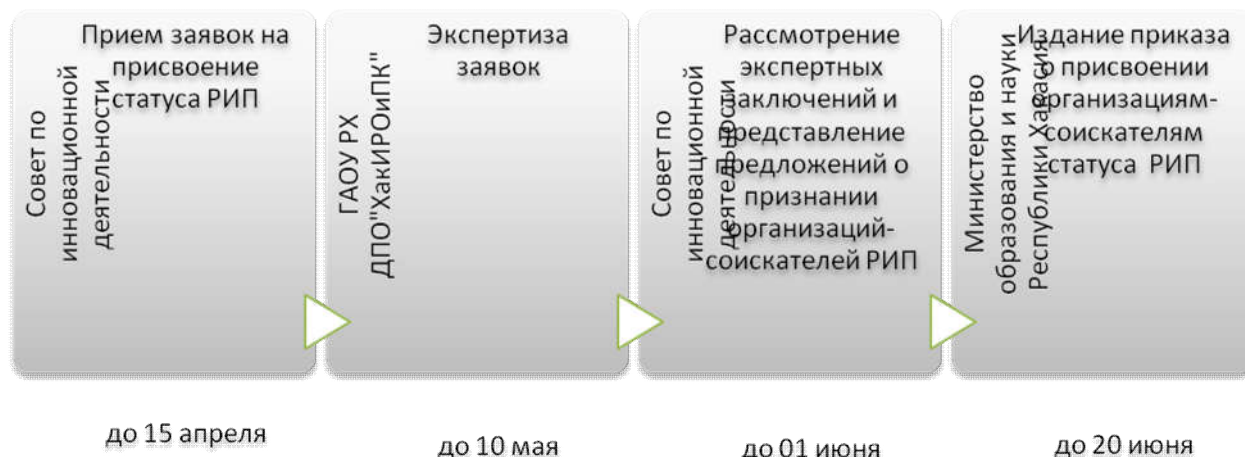 Совет по
инновационной
деятельности
Прием заявок на
присвоение
статуса РИП
ГАОУ РХ
ДПО"ХакИРОиПК"
Экспертиза
заявок
Совет по
инновационной
деятельности
Рассмотрение
экспертных
заключений и
представление
предложений о
признании
организаций-
соискателей РИП
Министерство
образования и науки
Республики Хакасия
Издание приказа
о присвоении
организациям-
соискателям
статуса РИП
до 15 апреля
до 10 мая
до 01 июня
до 20 июня